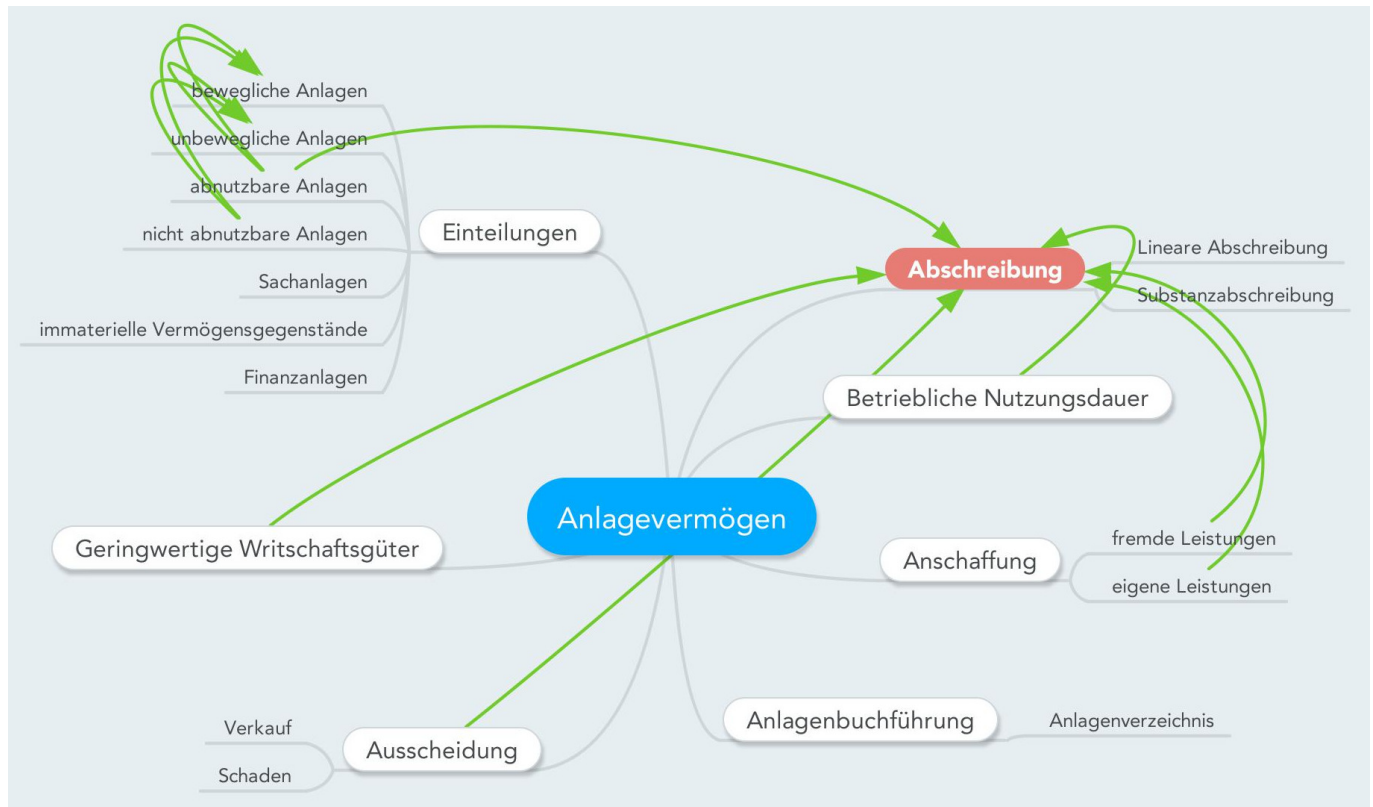 bewegliche Anlagen
unbewegliche Anlagen
abnutzbare Anlagen
nicht abnutzbare Anlagen
Sachanlagen
immaterielle Vermögensgegenstände
Finanzanlagen
Einteilungen
Abschreibung
Lineare Abschreibung
Substanzabschreibung
Betriebliche Nutzungsdauer
Anlagevermögen
Geringwertige Writschaftsgüter
Anschaffung
fremde Leistungen
eigene Leistungen
Anlagenbuchführung
Anlagenverzeichnis
Ausscheidung
Verkauf
Schaden